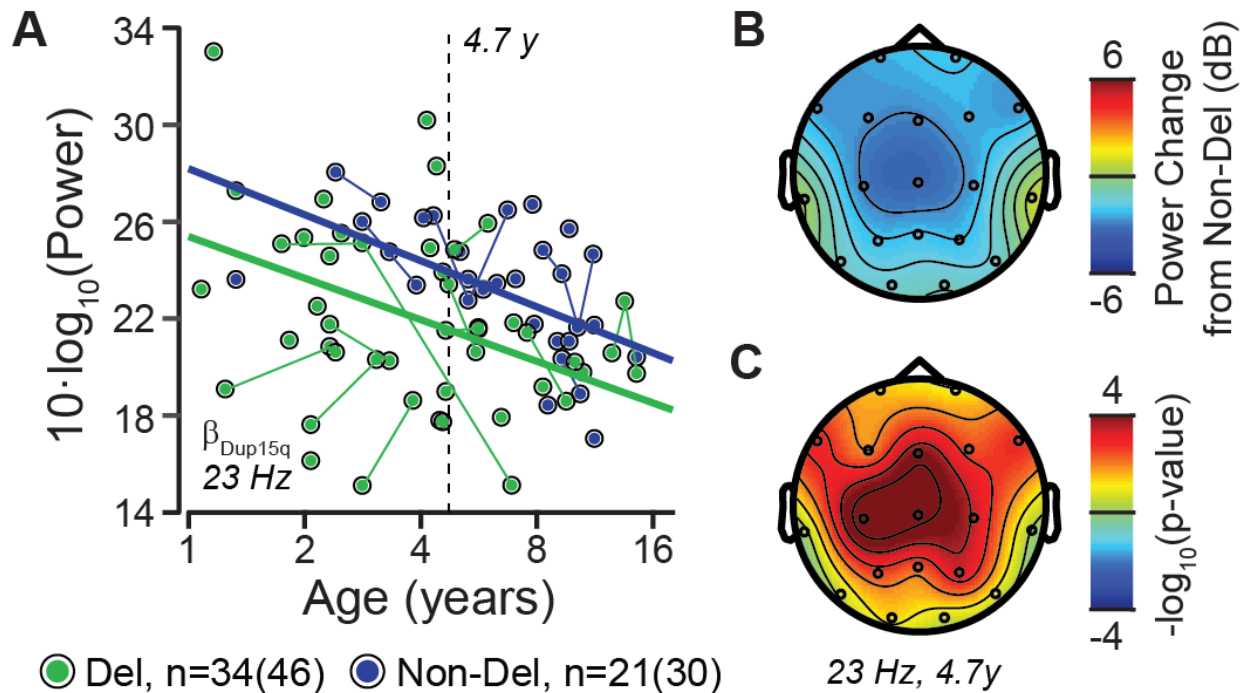 A
34
30
26
22
18
14
10·log10(Power)
4.7 y
βDup15q
23 Hz
1 2 4 8 16
Age (years)
Del, n=34(46) Non-Del, n=21(30)
B
6
-6
Power Change
from Non-Del (dB)
C
4
-4
-log10(p-value)
23 Hz, 4.7y